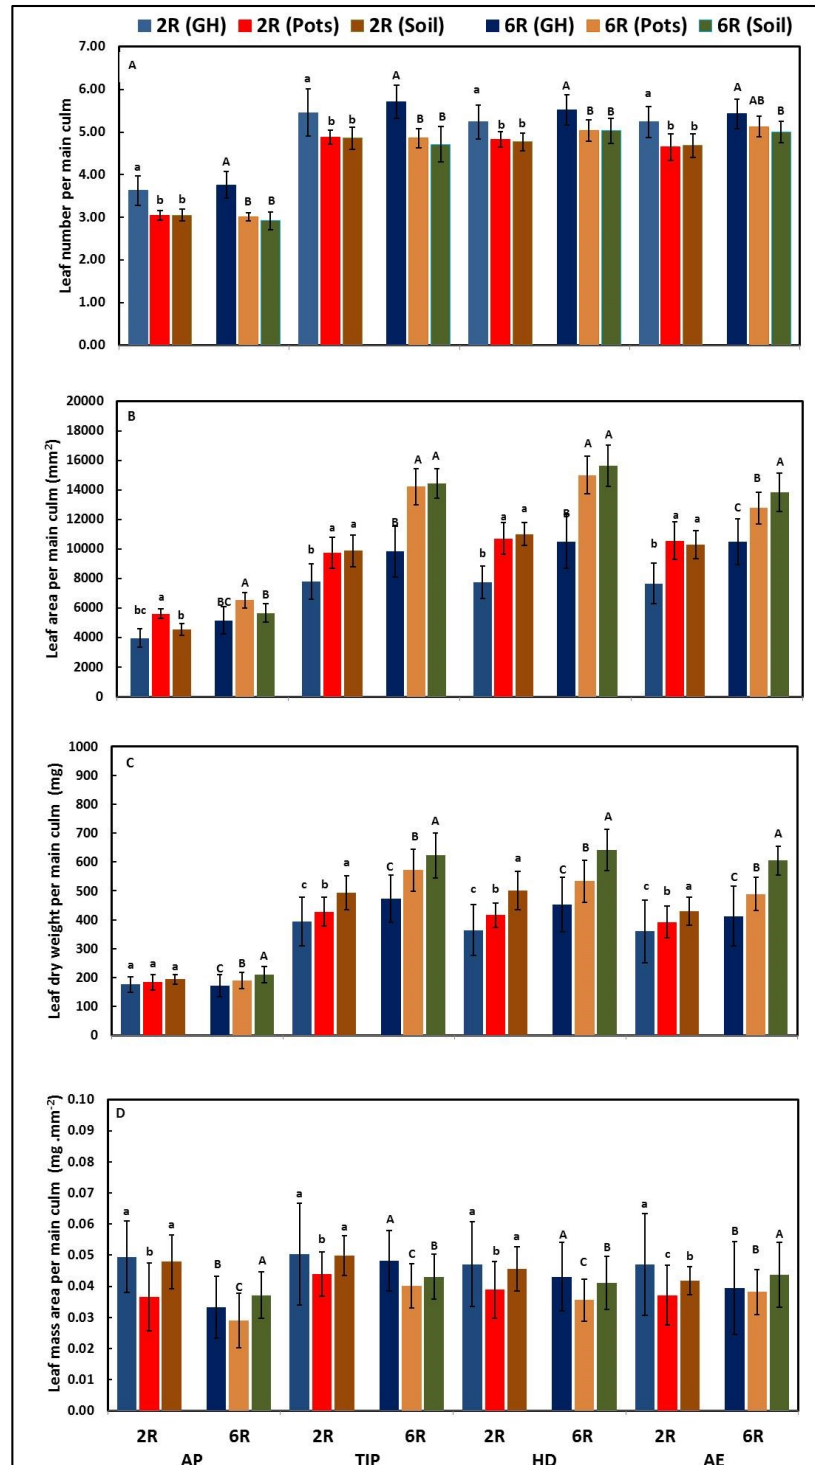 2R (GH) 2R (Pots) 2R (Soil) 6R (GH) 6R (Pots) 6R (Soil)
A
Leaf number per main culm
7.00
6.00
5.00
4.00
3.00
2.00
1.00
0.00
a b b A B B a b b A B B a b b A B B a b b A AB B
B
Leaf area per main culm (mm²)
20000
18000
16000
14000
12000
10000
8000
6000
4000
2000
0
bc a b BC A B b a a B A A b a a B A A b a a C B A
C
Leaf dry weight per main culm (mg)
1000
900
800
700
600
500
400
300
200
100
0
a a a C B A c b a C B A c b a C B A c b a C B A
D
Leaf mass area per main culm (mg .mm⁻²)
0.10
0.09
0.08
0.07
0.06
0.05
0.04
0.03
0.02
0.01
0.00
a b a B C A a b a A C B a b a A C B a c b B B A
2R 6R 2R 6R 2R 6R 2R 6R
AP TIP HD AE